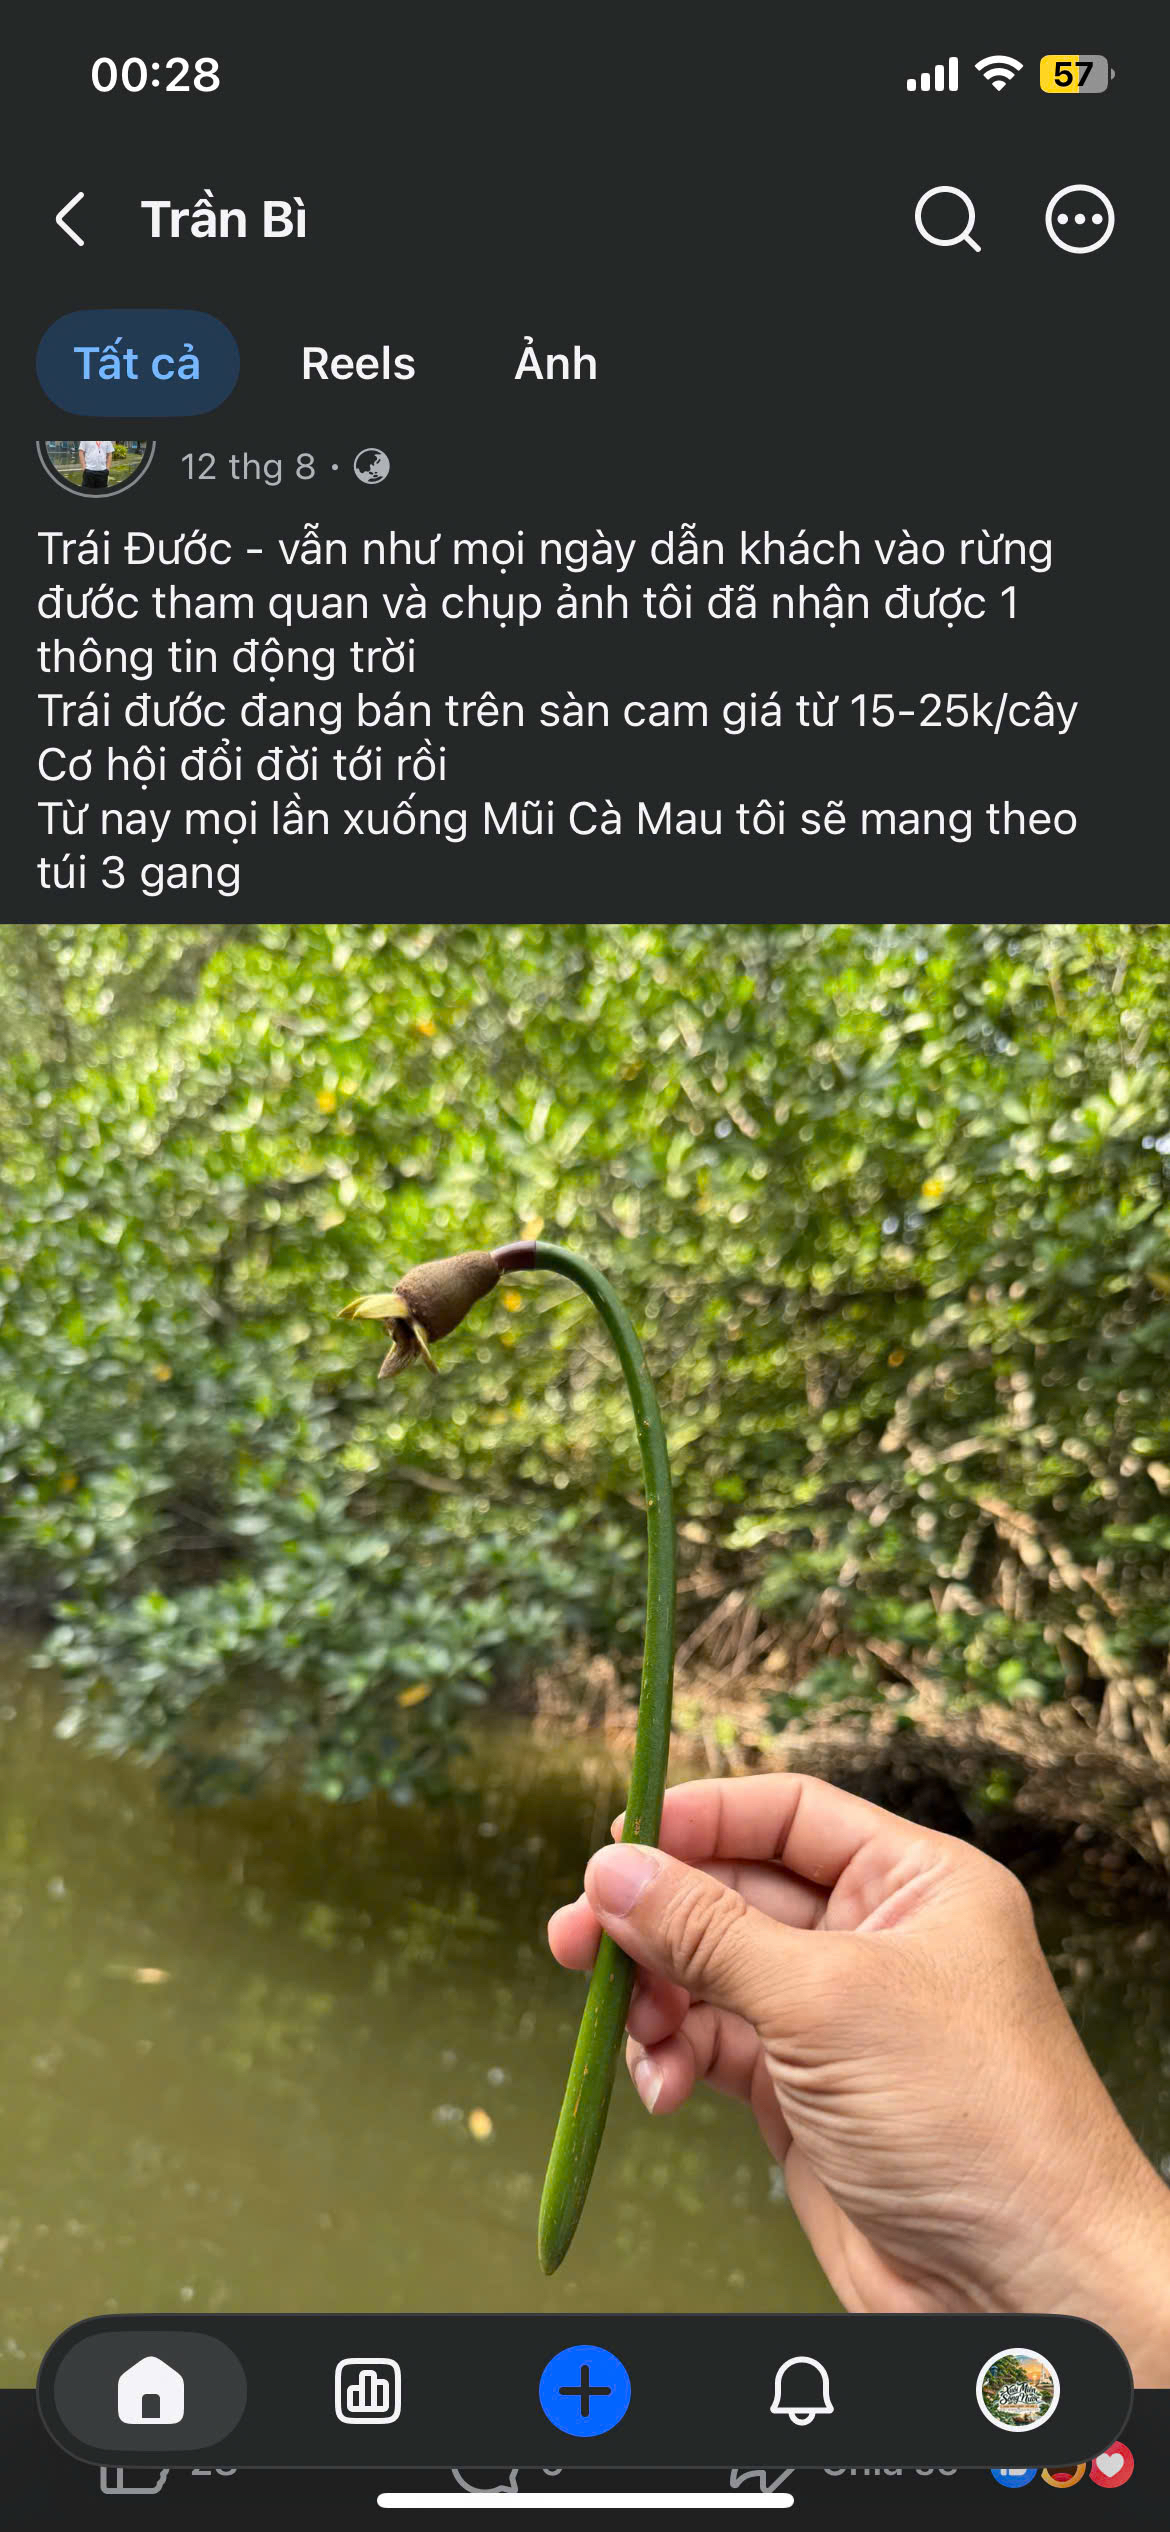 00:28
57
Trần Bì
Tất cả
Reels
Ảnh
12 thg 8 ·
Trái Đước - vẫn như mọi ngày dẫn khách vào rừng
đước tham quan và chụp ảnh tôi đã nhận được 1
thông tin động trời
Trái đước đang bán trên sàn cam giá từ 15-25k/cây
Cơ hội đổi đời tới rồi
Từ nay mọi lần xuống Mũi Cà Mau tôi sẽ mang theo
túi 3 gang
Chia sẻ